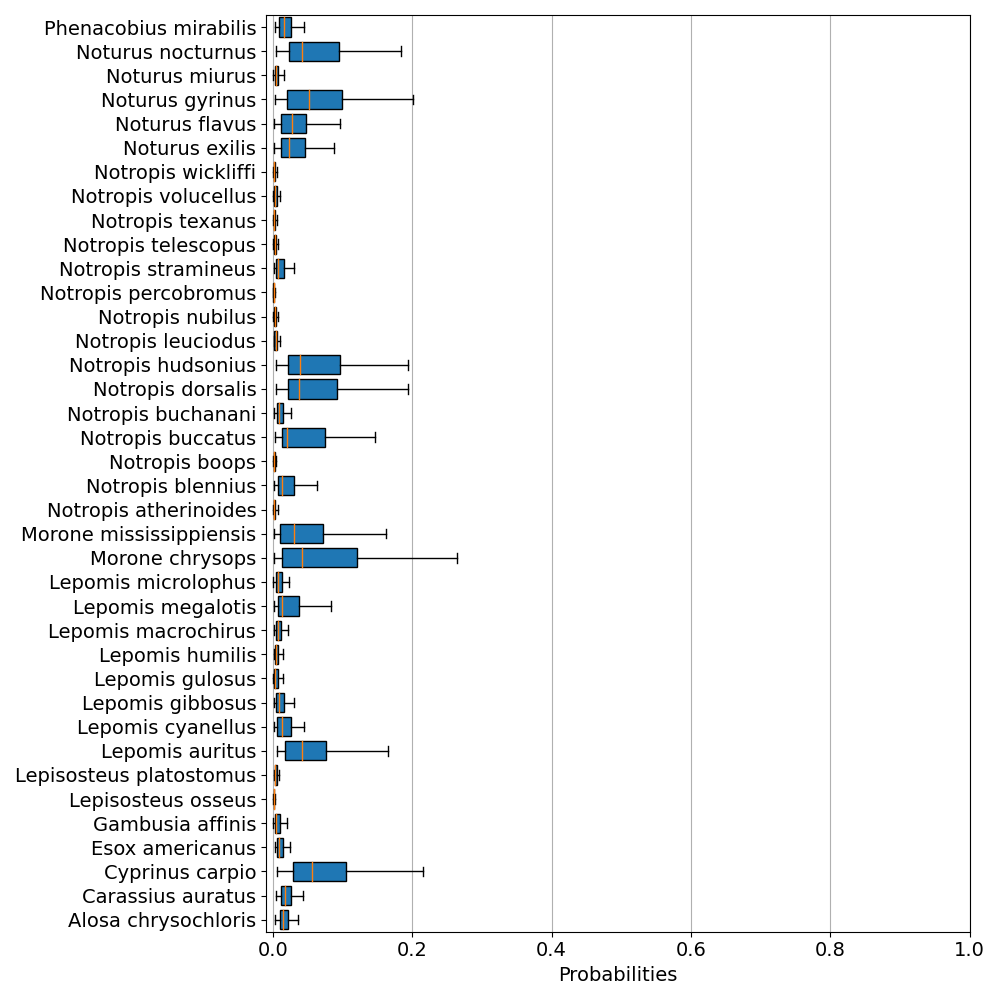 Phenacobius mirabilis
Noturus nocturnus
Noturus miurus
Noturus gyrinus
Noturus flavus
Noturus exilis
Notropis wickliffi
Notropis volucellus
Notropis texanus
Notropis telescopus
Notropis stramineus
Notropis percobromus
Notropis nubilus
Notropis leuciodus
Notropis hudsonius
Notropis dorsalis
Notropis buchanani
Notropis buccatus
Notropis boops
Notropis blennius
Notropis atherinoides
Morone mississippiensis
Morone chrysops
Lepomis microlophus
Lepomis megalotis
Lepomis macrochirus
Lepomis humilis
Lepomis gulosus
Lepomis gibbosus
Lepomis cyanellus
Lepomis auritus
Lepisosteus platostomus
Lepisosteus osseus
Gambusia affinis
Esox americanus
Cyprinus carpio
Carassius auratus
Alosa chrysochloris
0.0 0.2 0.4 0.6 0.8 1.0
Probabilities